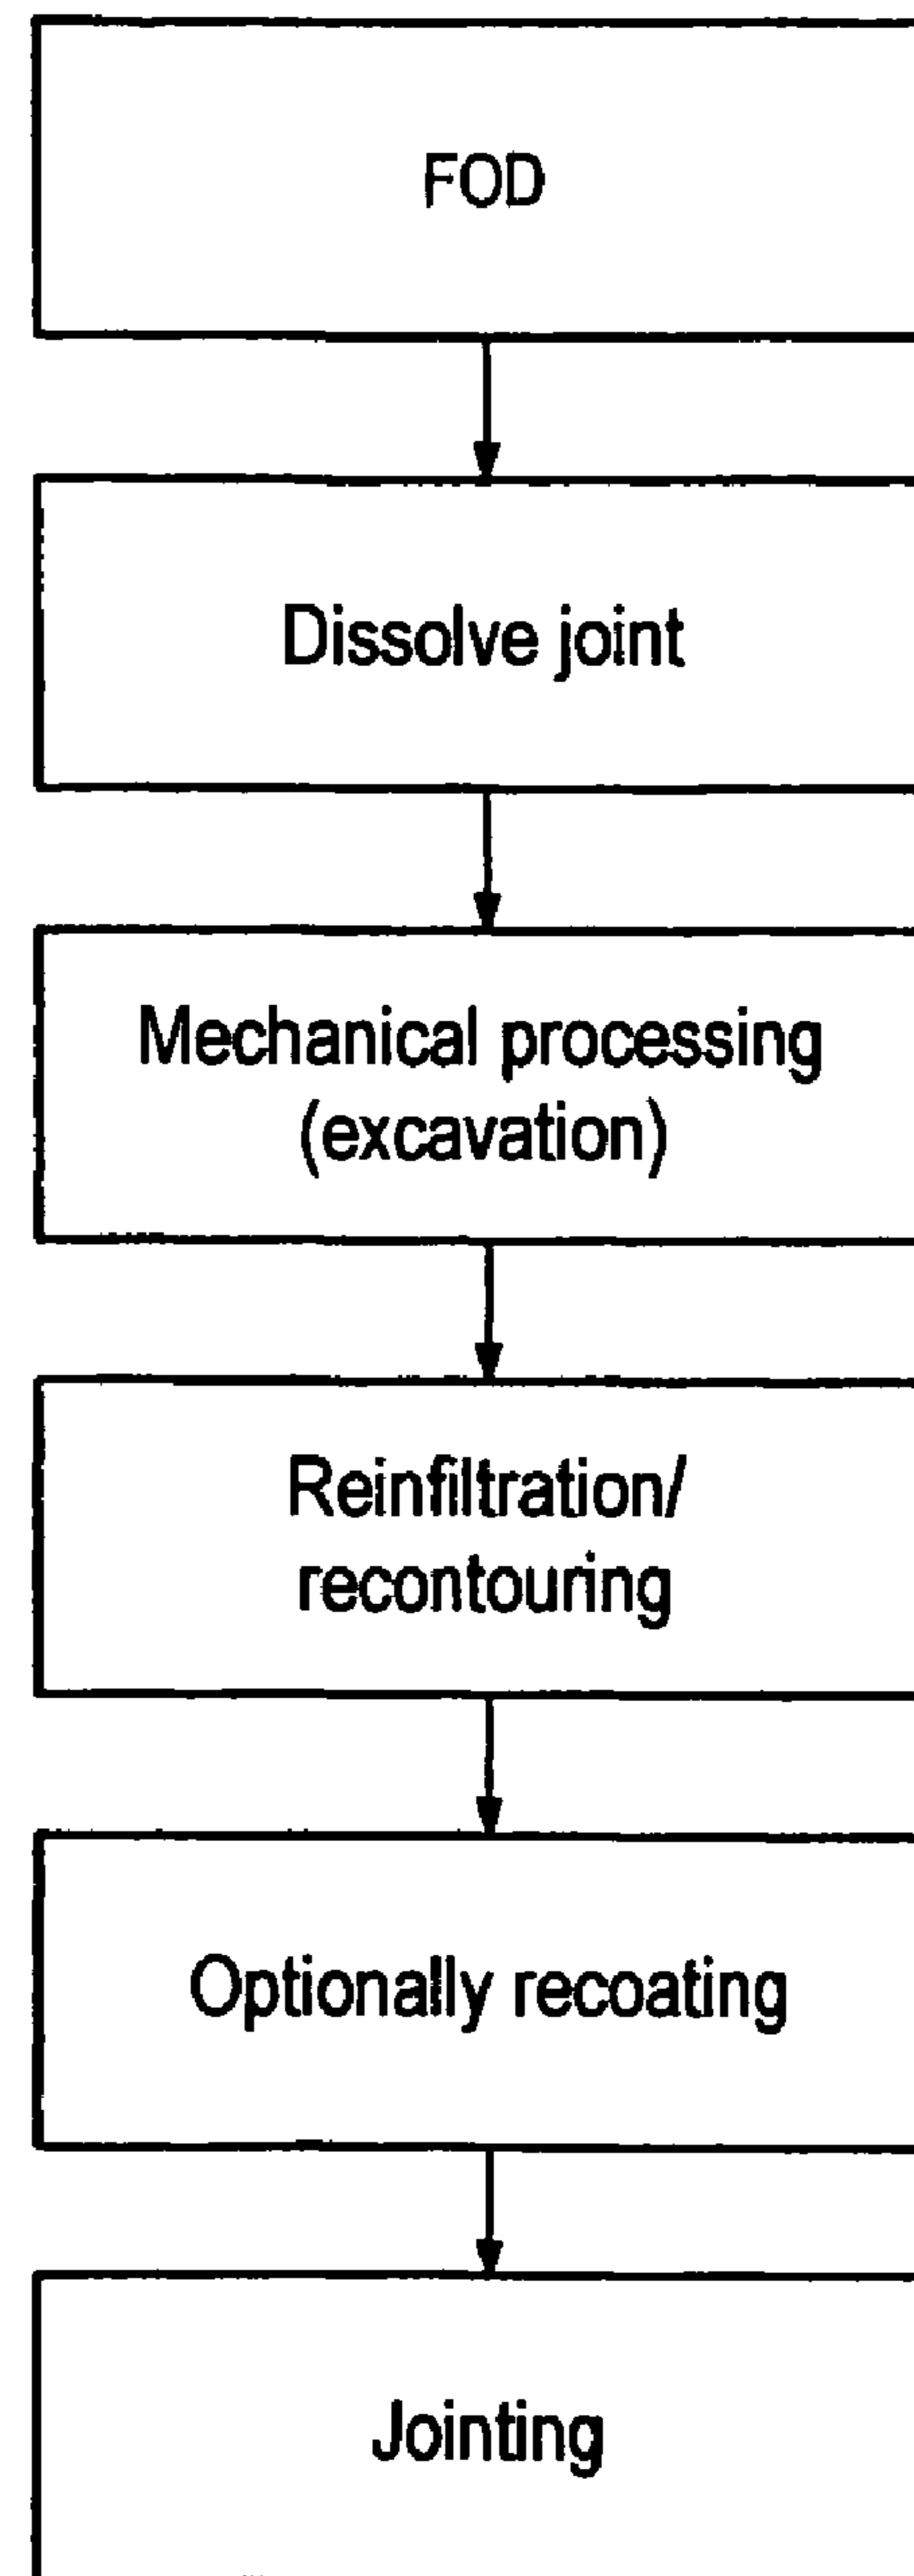 FOD
Dissolve joint
Mechanical processing
(excavation)
Reinfiltration/
recontouring
Optionally recoating
Jointing